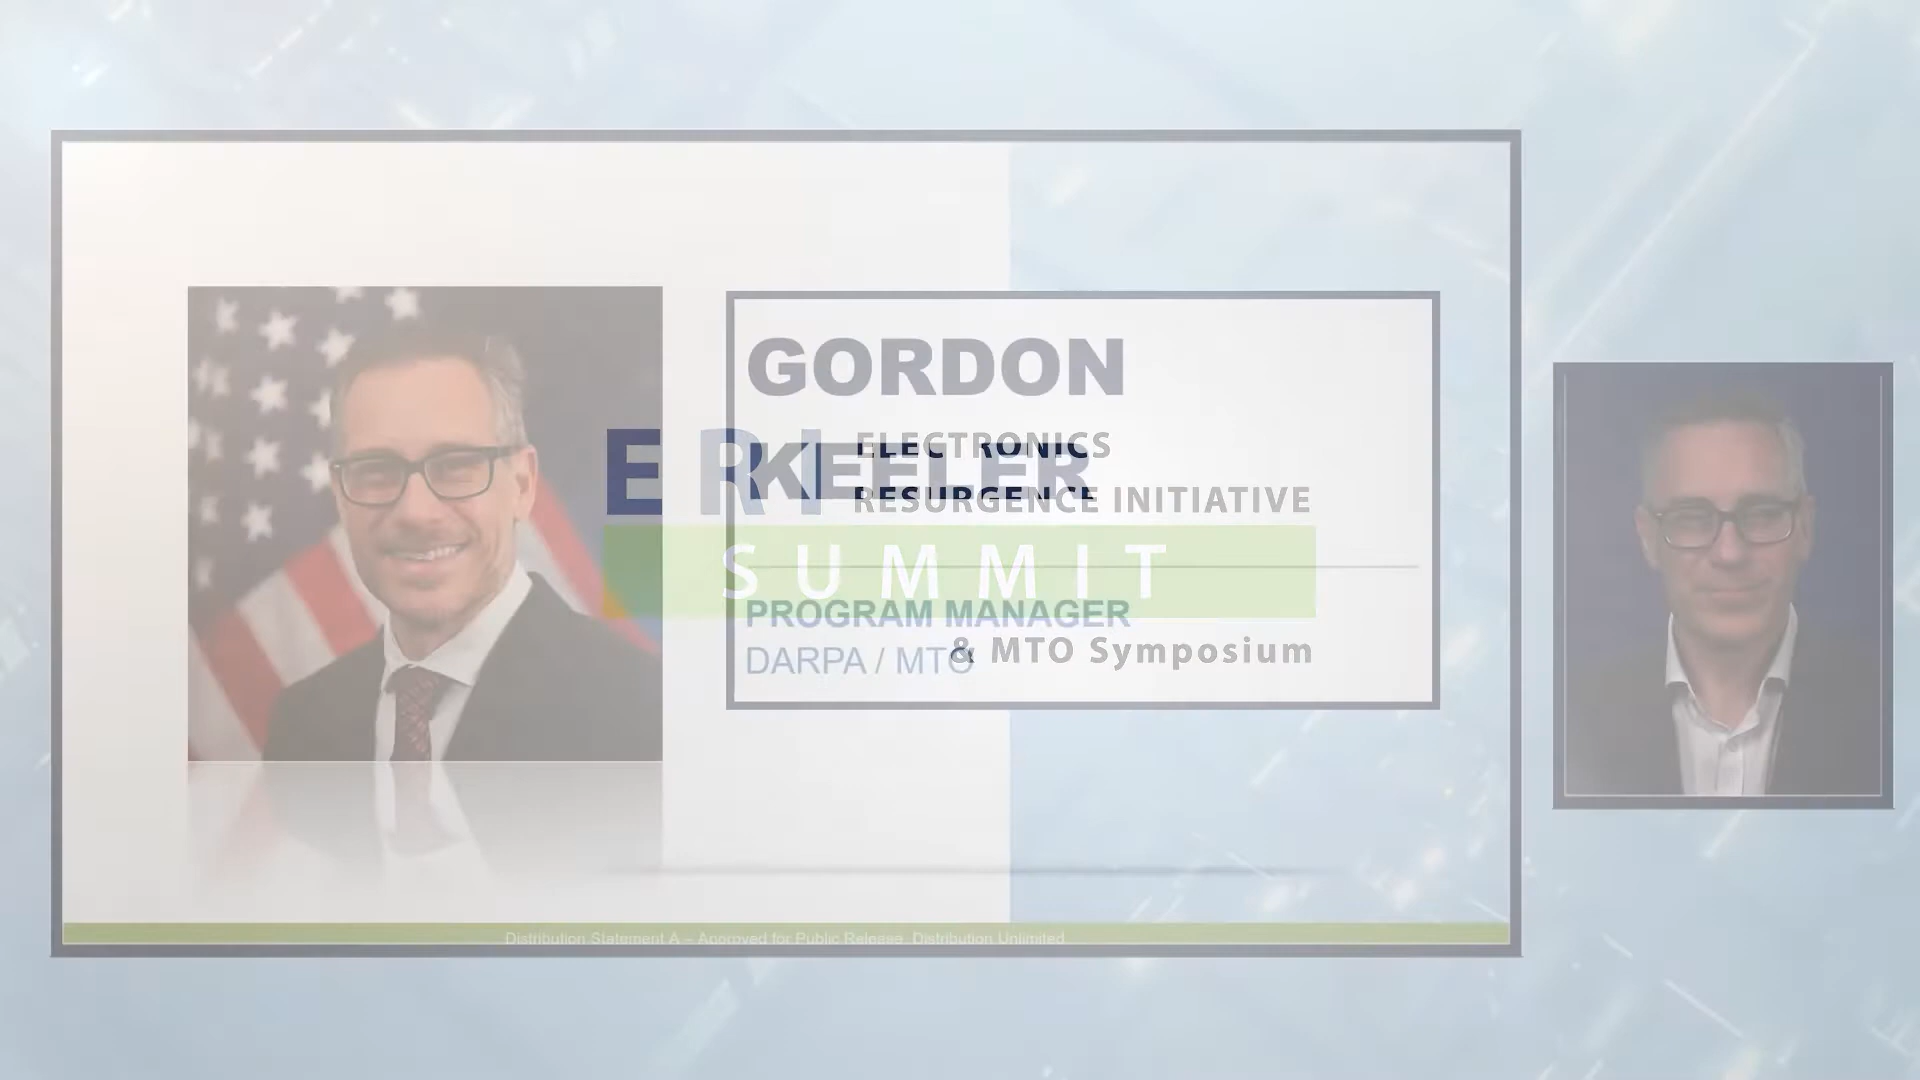 GORDON
KEELER
ERI ELECTRONICS
RESURGENCE INITIATIVE
SUMMIT
PROGRAM MANAGER
DARPA / MTO
& MTO Symposium
Distribution Statement A – Approved for Public Release. Distribution Unlimited